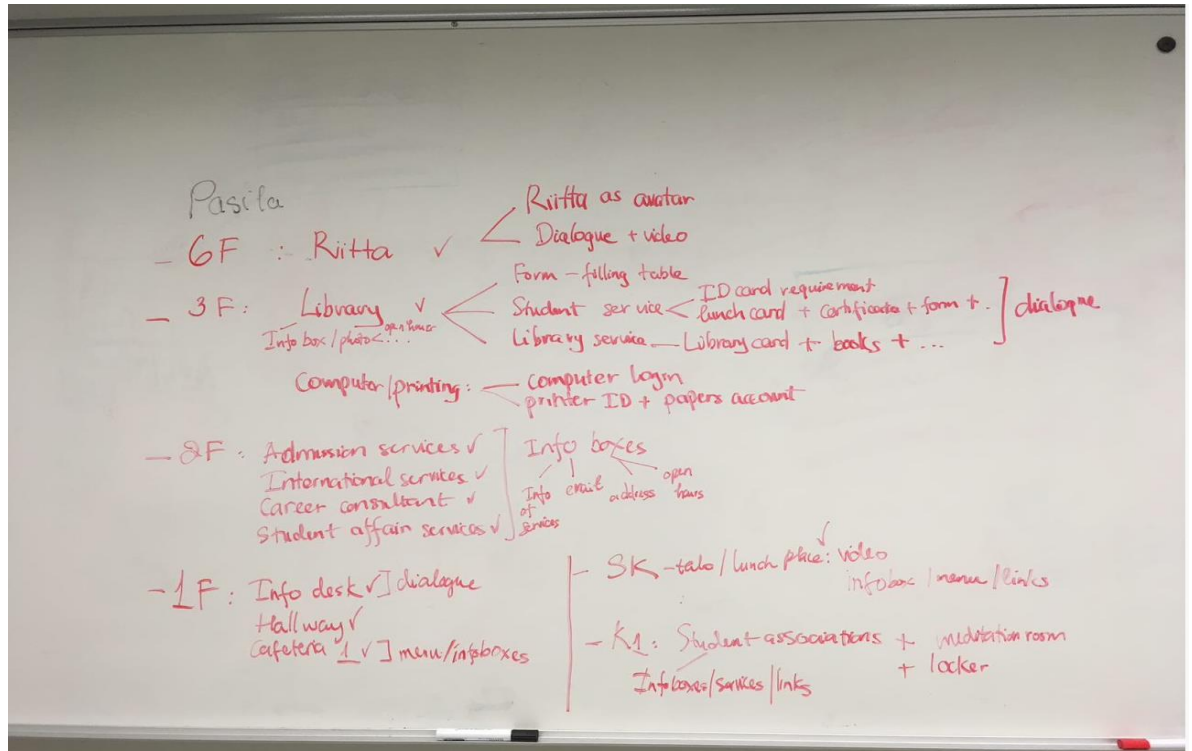 Pasila
Riitta as avatar
- 6F : Riitta ✓
Dialogue + video
Form - filling table
- 3F: Library ✓
Info box / photo < open hour ...
Student service < ID card requirement
lunch card + certificate + form + .
Library service — Library card + books + ...
] dialogue
Computer/printing: computer login
printer ID + papers account
- 2F: Admission services ✓
International services ✓
Career consultant ✓
Student affair services ✓
Info boxes
Info of services
email
address
open hours
- 1F: Info desk ✓ ] dialogue
Hallway ✓
Cafeteria 1 ✓ ] menu/infoboxes
- SK-talo / lunch place: video ✓
infobox / menu / links
- K1: Student associations + meditation room
+ locker
Infoboxes/services/links